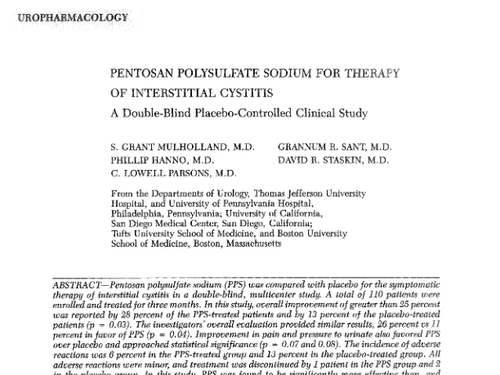 UROPHARMACOLOGY
PENTOSAN POLYSULFATE SODIUM FOR THERAPY
OF INTERSTITIAL CYSTITIS
A Double-Blind Placebo-Controlled Clinical Study
S. GRANT MULHOLLAND, M.D.
PHILLIP HANNO, M.D.
C. LOWELL PARSONS, M.D.
GRANNUM R. SANT, M.D.
DAVID R. STASKIN, M.D.
From the Departments of Urology, Thomas Jefferson University
Hospital, and University of Pennsylvania Hospital,
Philadelphia, Pennsylvania; University of California,
San Diego Medical Center, San Diego, California;
Tufts University School of Medicine, and Boston University
School of Medicine, Boston, Massachusetts
ABSTRACT—Pentosan polysulfate sodium (PPS) was compared with placebo for the symptomatic
therapy of interstitial cystitis in a double-blind, multicenter study. A total of 110 patients were
enrolled and treated for three months. In this study, overall improvement of greater than 25 percent
was reported by 28 percent of the PPS-treated patients and by 13 percent of the placebo-treated
patients (p = 0.03). The investigators' overall evaluation provided similar results, 26 percent vs 11
percent in favor of PPS (p = 0.04). Improvement in pain and pressure to urinate also favored PPS
over placebo and approached statistical significance (p = 0.07 and 0.08). The incidence of adverse
reactions was 6 percent in the PPS-treated group and 13 percent in the placebo-treated group. All
adverse reactions were minor, and treatment was discontinued by 1 patient in the PPS group and 2